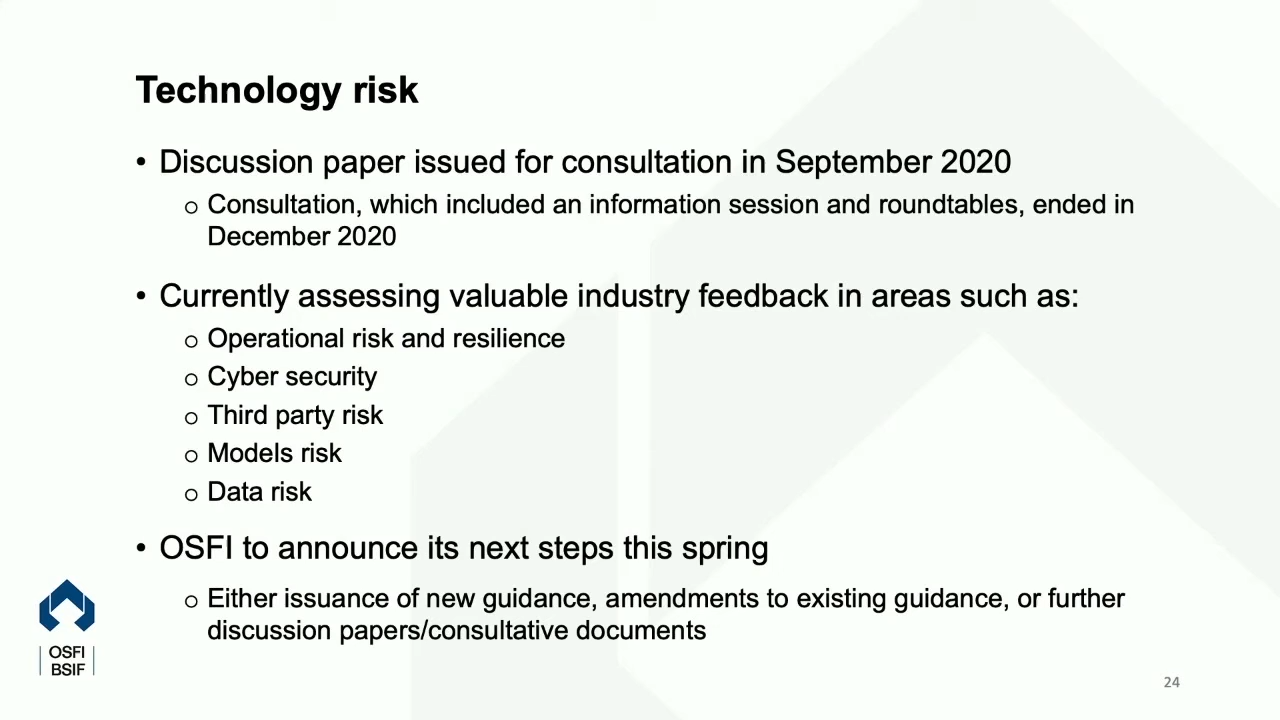 Technology risk
• Discussion paper issued for consultation in September 2020
o Consultation, which included an information session and roundtables, ended in
December 2020
• Currently assessing valuable industry feedback in areas such as:
o Operational risk and resilience
o Cyber security
o Third party risk
o Models risk
o Data risk
• OSFI to announce its next steps this spring
o Either issuance of new guidance, amendments to existing guidance, or further
discussion papers/consultative documents
OSFI
BSIF
24